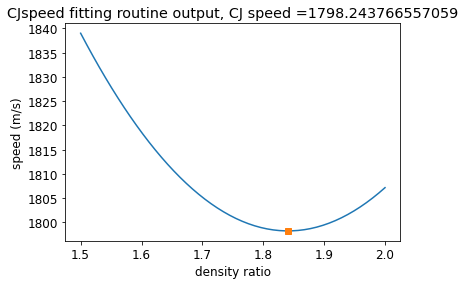 CJspeed fitting routine output, CJ speed =1798.243766557059
1840
1835
1830
1825
1820
1815
1810
1805
1800
speed (m/s)
1.5 1.6 1.7 1.8 1.9 2.0
density ratio